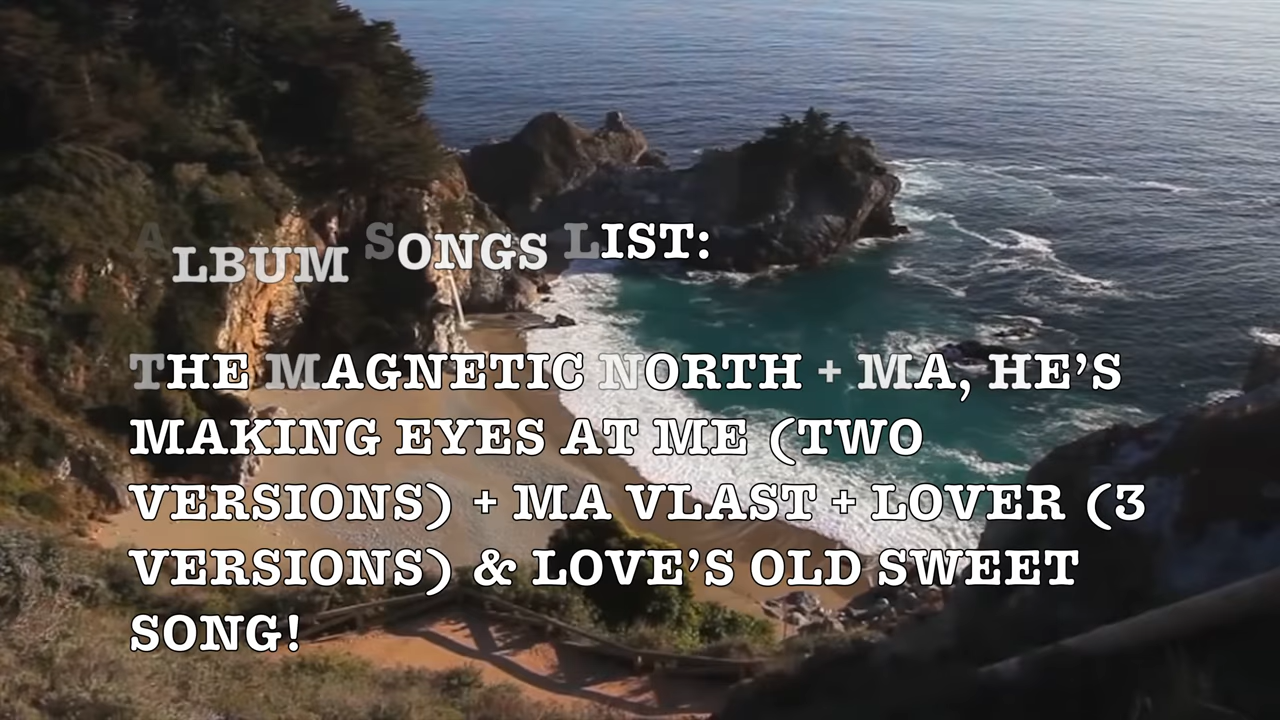 ALBUM SONGS LIST:
THE MAGNETIC NORTH + MA, HE’S
MAKING EYES AT ME (TWO
VERSIONS) + MA VLAST + LOVER (3
VERSIONS) & LOVE’S OLD SWEET
SONG!